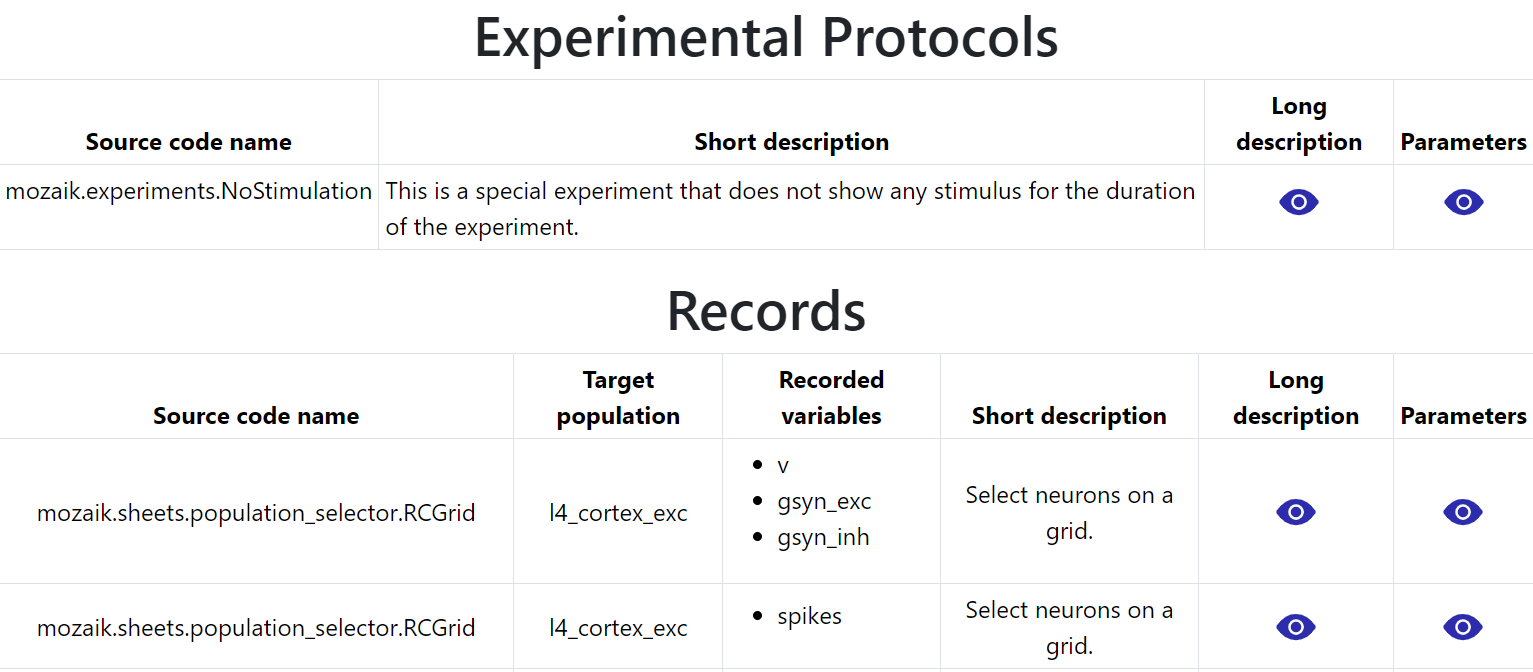 Experimental Protocols
Source code name
Short description
Long
description
Parameters
mozaik.experiments.NoStimulation
This is a special experiment that does not show any stimulus for the duration
of the experiment.
Records
Source code name
Target
population
Recorded
variables
Short description
Long
description
Parameters
mozaik.sheets.population_selector.RCGrid
l4_cortex_exc
• v
• gsyn_exc
• gsyn_inh
Select neurons on a
grid.
mozaik.sheets.population_selector.RCGrid
l4_cortex_exc
• spikes
Select neurons on a
grid.